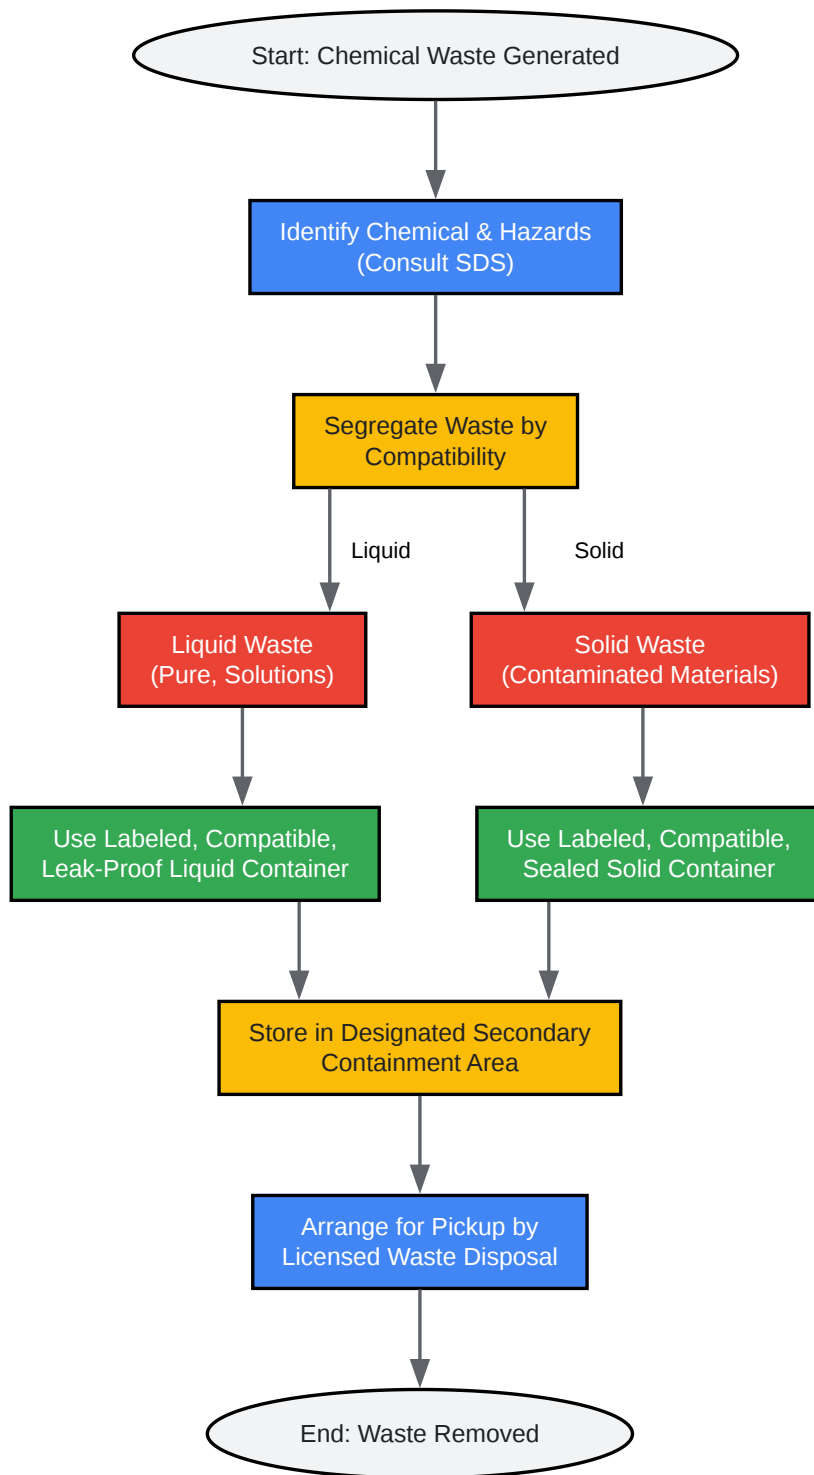 Start: Chemical Waste Generated
Identify Chemical & Hazards
(Consult SDS)
Segregate Waste by
Compatibility
Liquid
Solid
Liquid Waste
(Pure, Solutions)
Solid Waste
(Contaminated Materials)
Use Labeled, Compatible,
Leak-Proof Liquid Container
Use Labeled, Compatible,
Sealed Solid Container
Store in Designated Secondary
Containment Area
Arrange for Pickup by
Licensed Waste Disposal
End: Waste Removed